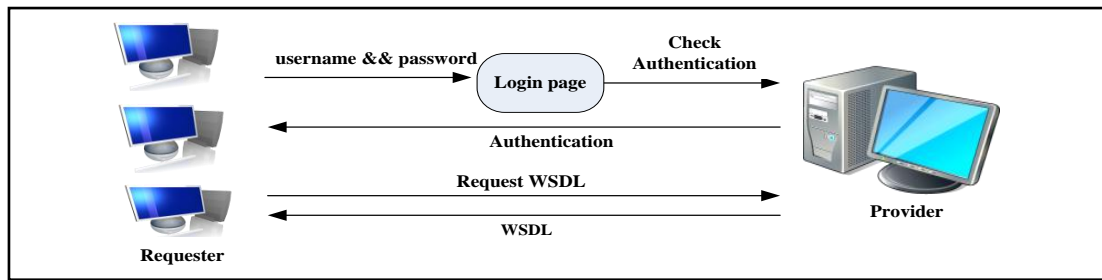 username && password
Login page
Check
Authentication
Authentication
Request WSDL
WSDL
Requester
Provider